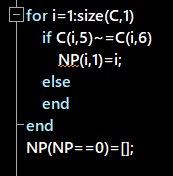 for i=1:size(C,1)
if C(i,5)~=C(i,6)
NP(i,1)=i;
else
end
end
NP(NP==0)=[];